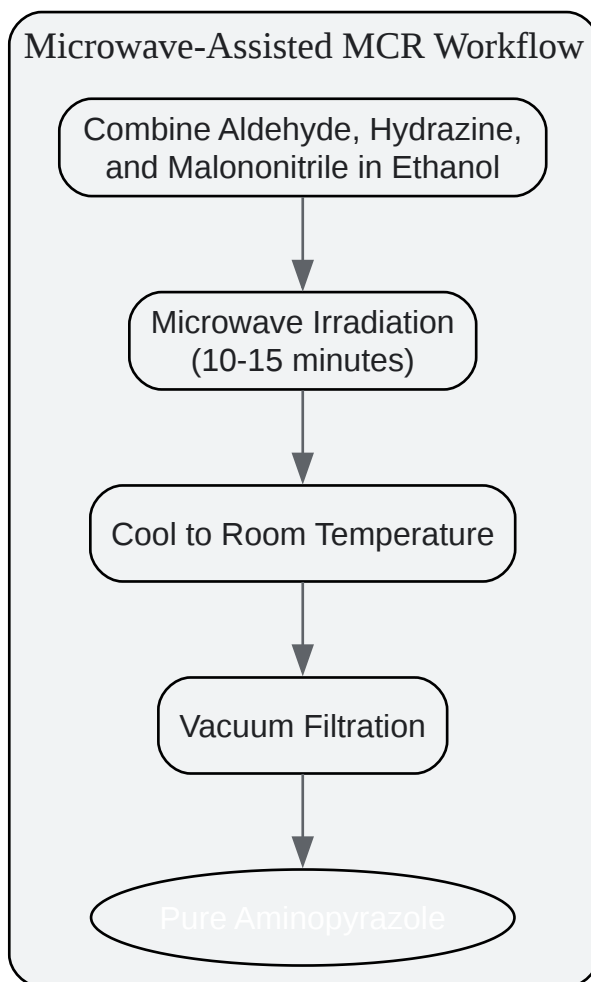 Microwave-Assisted MCR Workflow
Combine Aldehyde, Hydrazine,
and Malononitrile in Ethanol
Microwave Irradiation
(10-15 minutes)
Cool to Room Temperature
Vacuum Filtration
Pure Aminopyrazole